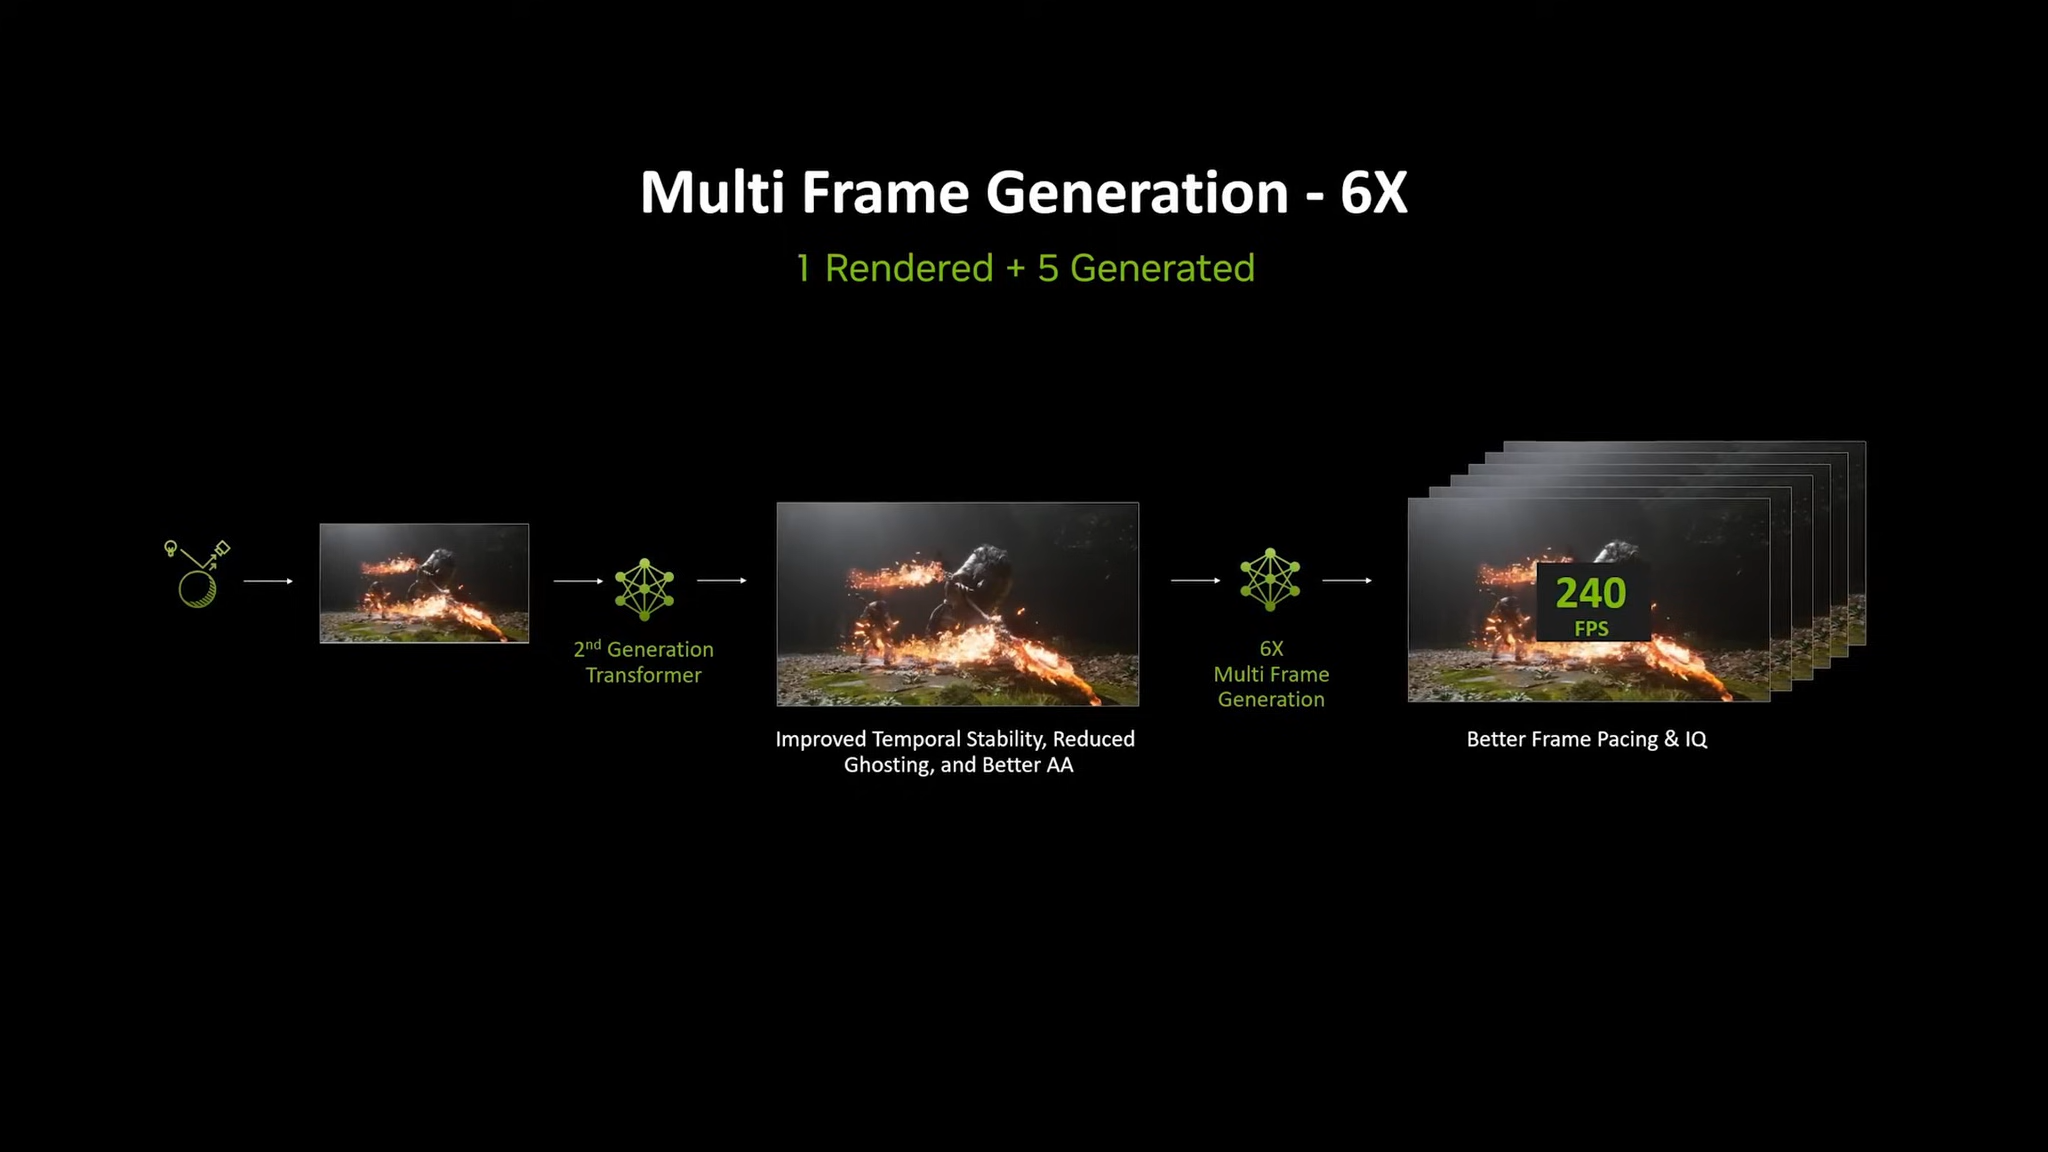 Multi Frame Generation - 6X
1 Rendered + 5 Generated
2nd Generation
Transformer
Improved Temporal Stability, Reduced
Ghosting, and Better AA
6X
Multi Frame
Generation
240
FPS
Better Frame Pacing & IQ